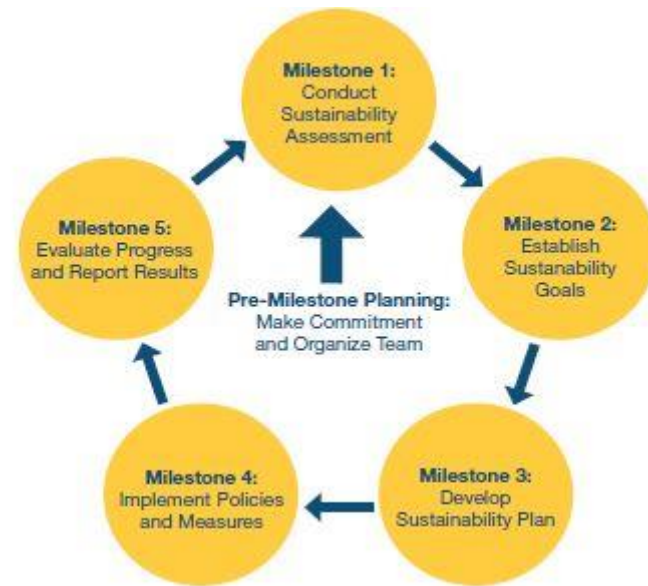 Milestone 1:
Conduct
Sustainability
Assessment
Milestone 2:
Establish
Sustanability
Goals
Milestone 5:
Evaluate Progress
and Report Results
Pre-Milestone Planning:
Make Commitment
and Organize Team
Milestone 4:
Implement Policies
and Measures
Milestone 3:
Develop
Sustainability Plan